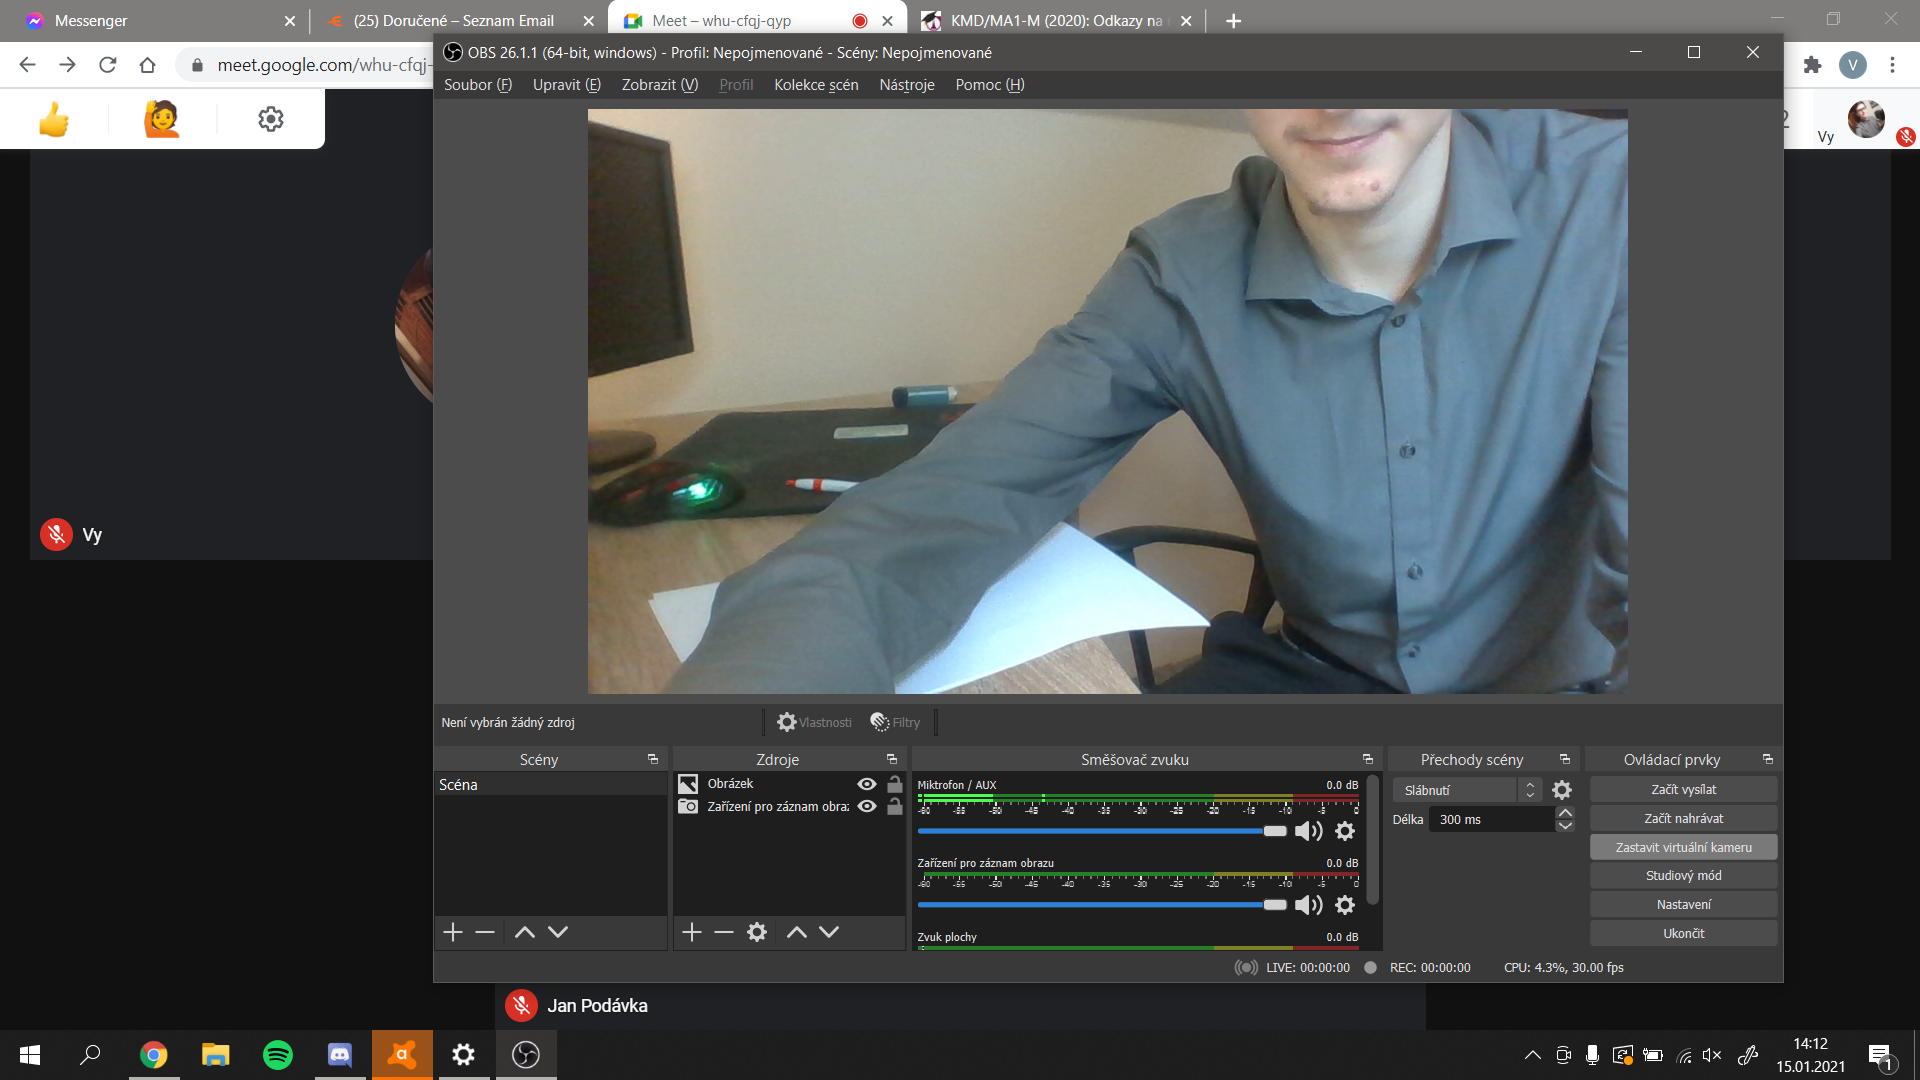 Messenger
(25) Doručené – Seznam Email
Meet – whu-cfqj-qyp
KMD/MA1-M (2020): Odkazy na
meet.google.com/whu-cfqj-
V
OBS 26.1.1 (64-bit, windows) - Profil: Nepojmenované - Scény: Nepojmenované
Soubor (F)
Upravit (E)
Zobrazit (V)
Profil
Kolekce scén
Nástroje
Pomoc (H)
2
Vy
Vy
Není vybrán žádný zdroj
Vlastnosti
Filtry
Scény
Scéna
Zdroje
Obrázek
Zařízení pro záznam obraz
Směšovač zvuku
Miktrofon / AUX
0.0 dB
-60 -55 -50 -45 -40 -35 -30 -25 -20 -15 -10 -5 0
Zařízení pro záznam obrazu
0.0 dB
-60 -55 -50 -45 -40 -35 -30 -25 -20 -15 -10 -5 0
Zvuk plochy
0.0 dB
Přechody scény
Slábnutí
Délka
300 ms
Ovládací prvky
Začít vysílat
Začít nahrávat
Zastavit virtuální kameru
Studiový mód
Nastavení
Ukončit
LIVE: 00:00:00
REC: 00:00:00
CPU: 4.3%, 30.00 fps
Jan Podávka
14:12
15.01.2021
1